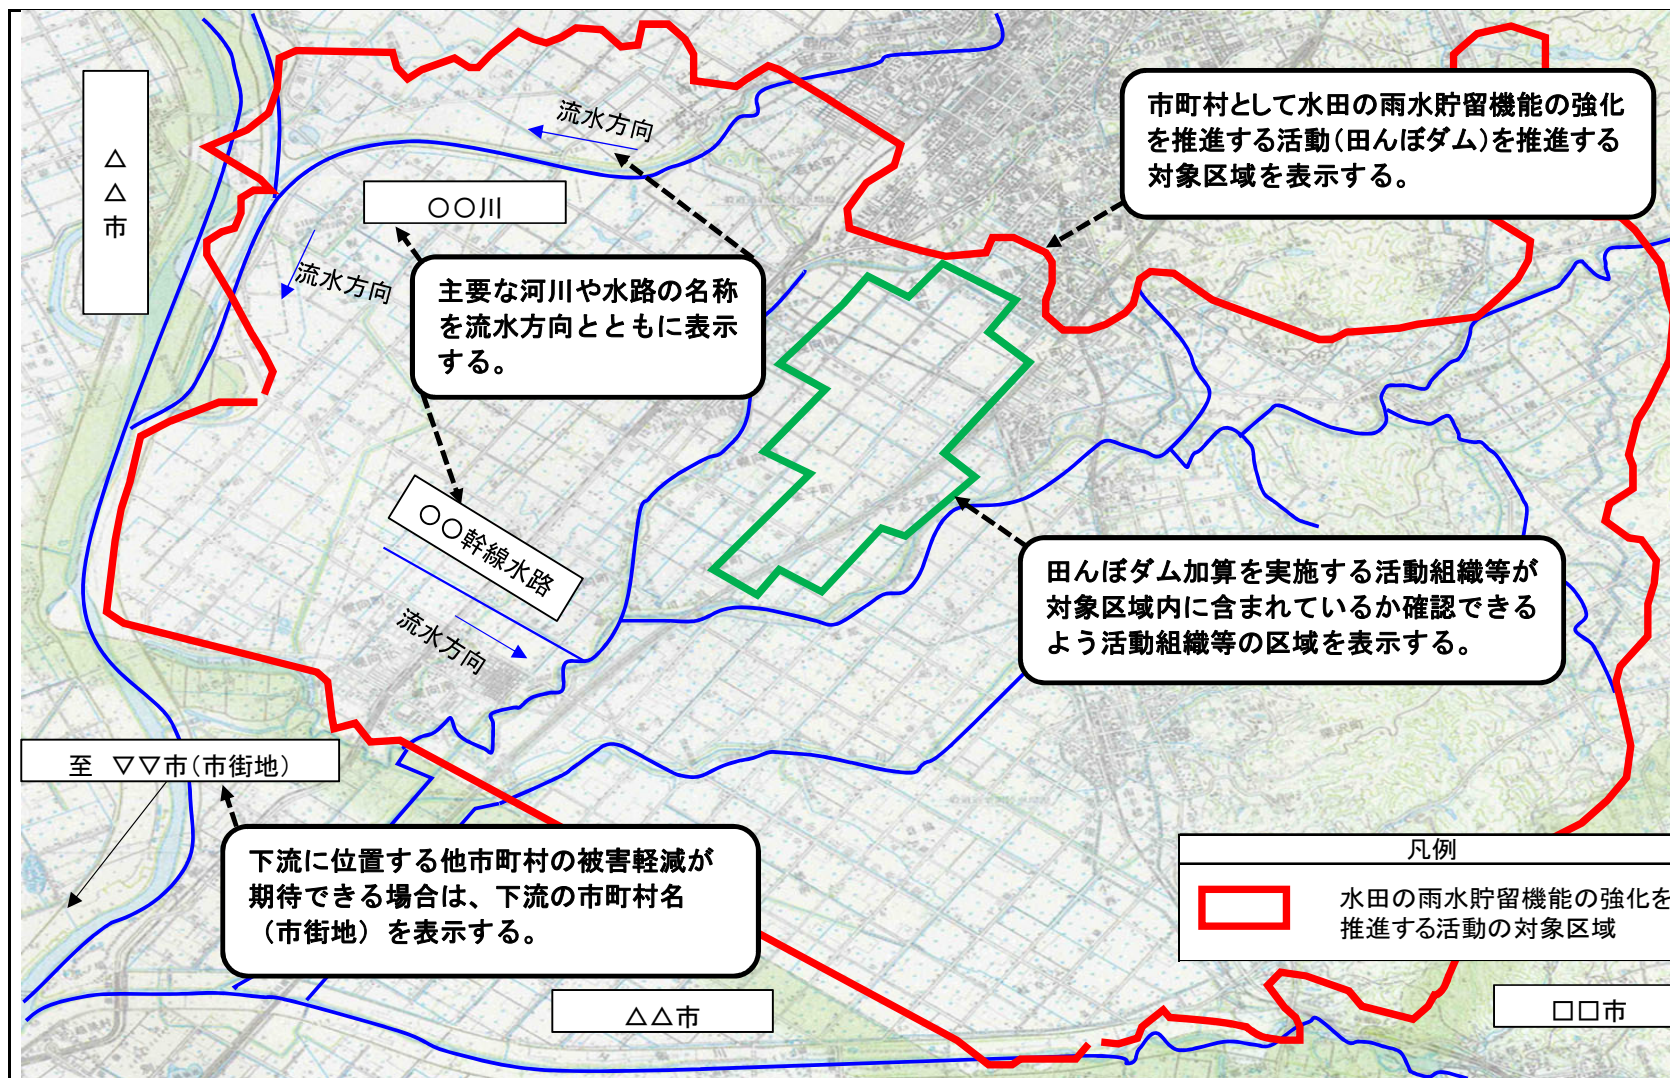 市町村として水田の雨水貯留機能の強化
を推進する活動(田んぼダム)を推進する
対象区域を表示する。
流水方向
△△市
〇〇川
流水方向
主要な河川や水路の名称
を流水方向とともに表示
する。
〇〇幹線水路
流水方向
田んぼダム加算を実施する活動組織等が
対象区域内に含まれているか確認できる
よう活動組織等の区域を表示する。
至 ▽▽市(市街地)
下流に位置する他市町村の被害軽減が
期待できる場合は、下流の市町村名
(市街地)を表示する。
凡例
水田の雨水貯留機能の強化を
推進する活動の対象区域
△△市
□□市